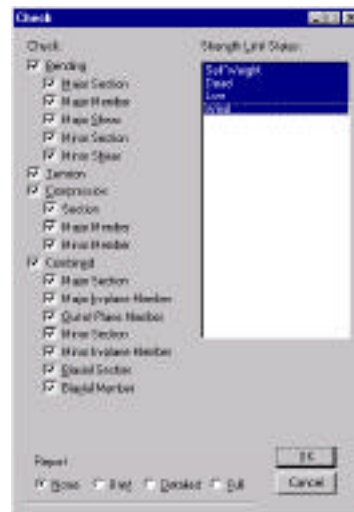 Check
Check:
Bending
Major Section
Major Member
Major Shear
Minor Section
Minor Shear
Tension
Compression
Section
Major Member
Minor Member
Combined
Major Section
Major In-plane Member
Out-of Plane Member
Minor Section
Minor In-plane Member
Biaxial Section
Biaxial Member
Strength Limit States:
Self Weight
Dead
Live
Wind
Report
None
Brief
Detailed
Full
OK
Cancel